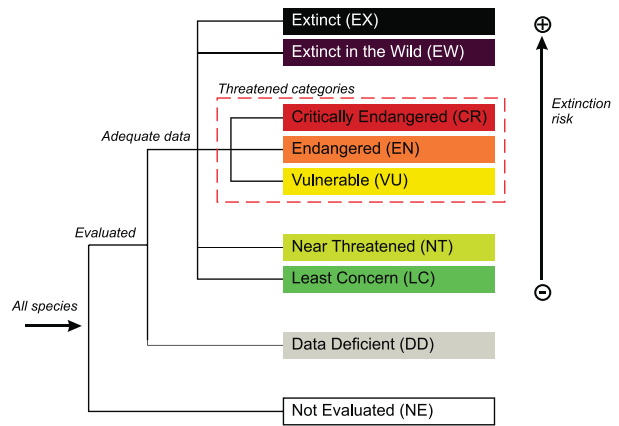 Extinct (EX)
Extinct in the Wild (EW)
Threatened categories
Critically Endangered (CR)
Extinction
risk
Adequate data
Endangered (EN)
Vulnerable (VU)
Evaluated
Near Threatened (NT)
Least Concern (LC)
All species
Data Deficient (DD)
Not Evaluated (NE)